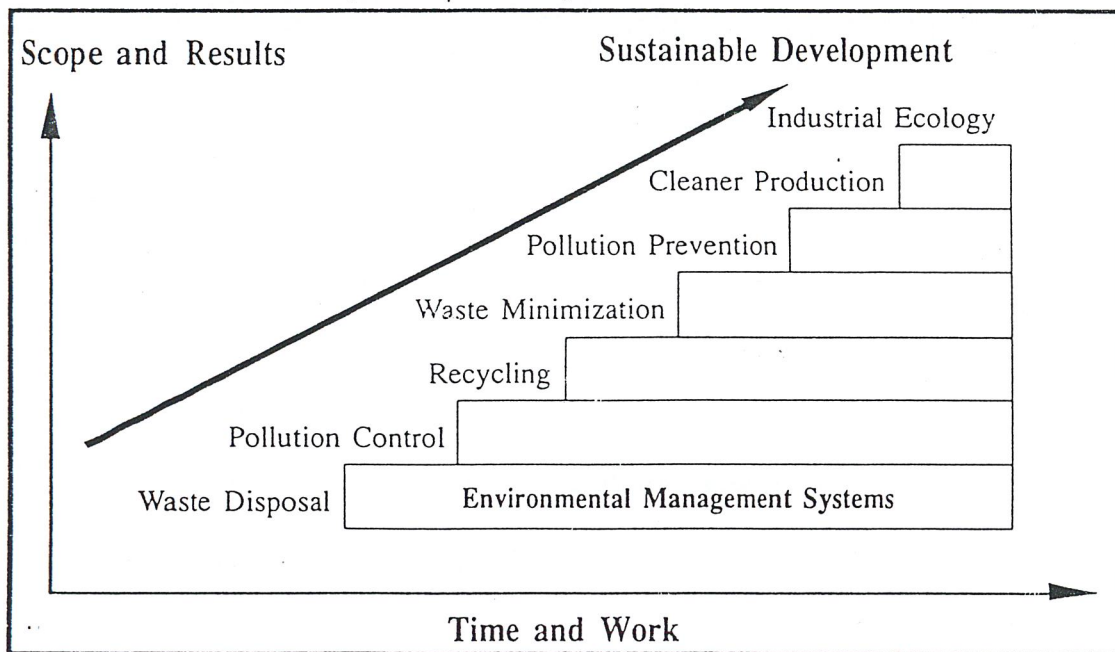 Scope and Results
Sustainable Development
Industrial Ecology
Cleaner Production
Pollution Prevention
Waste Minimization
Recycling
Pollution Control
Waste Disposal
Environmental Management Systems
Time and Work